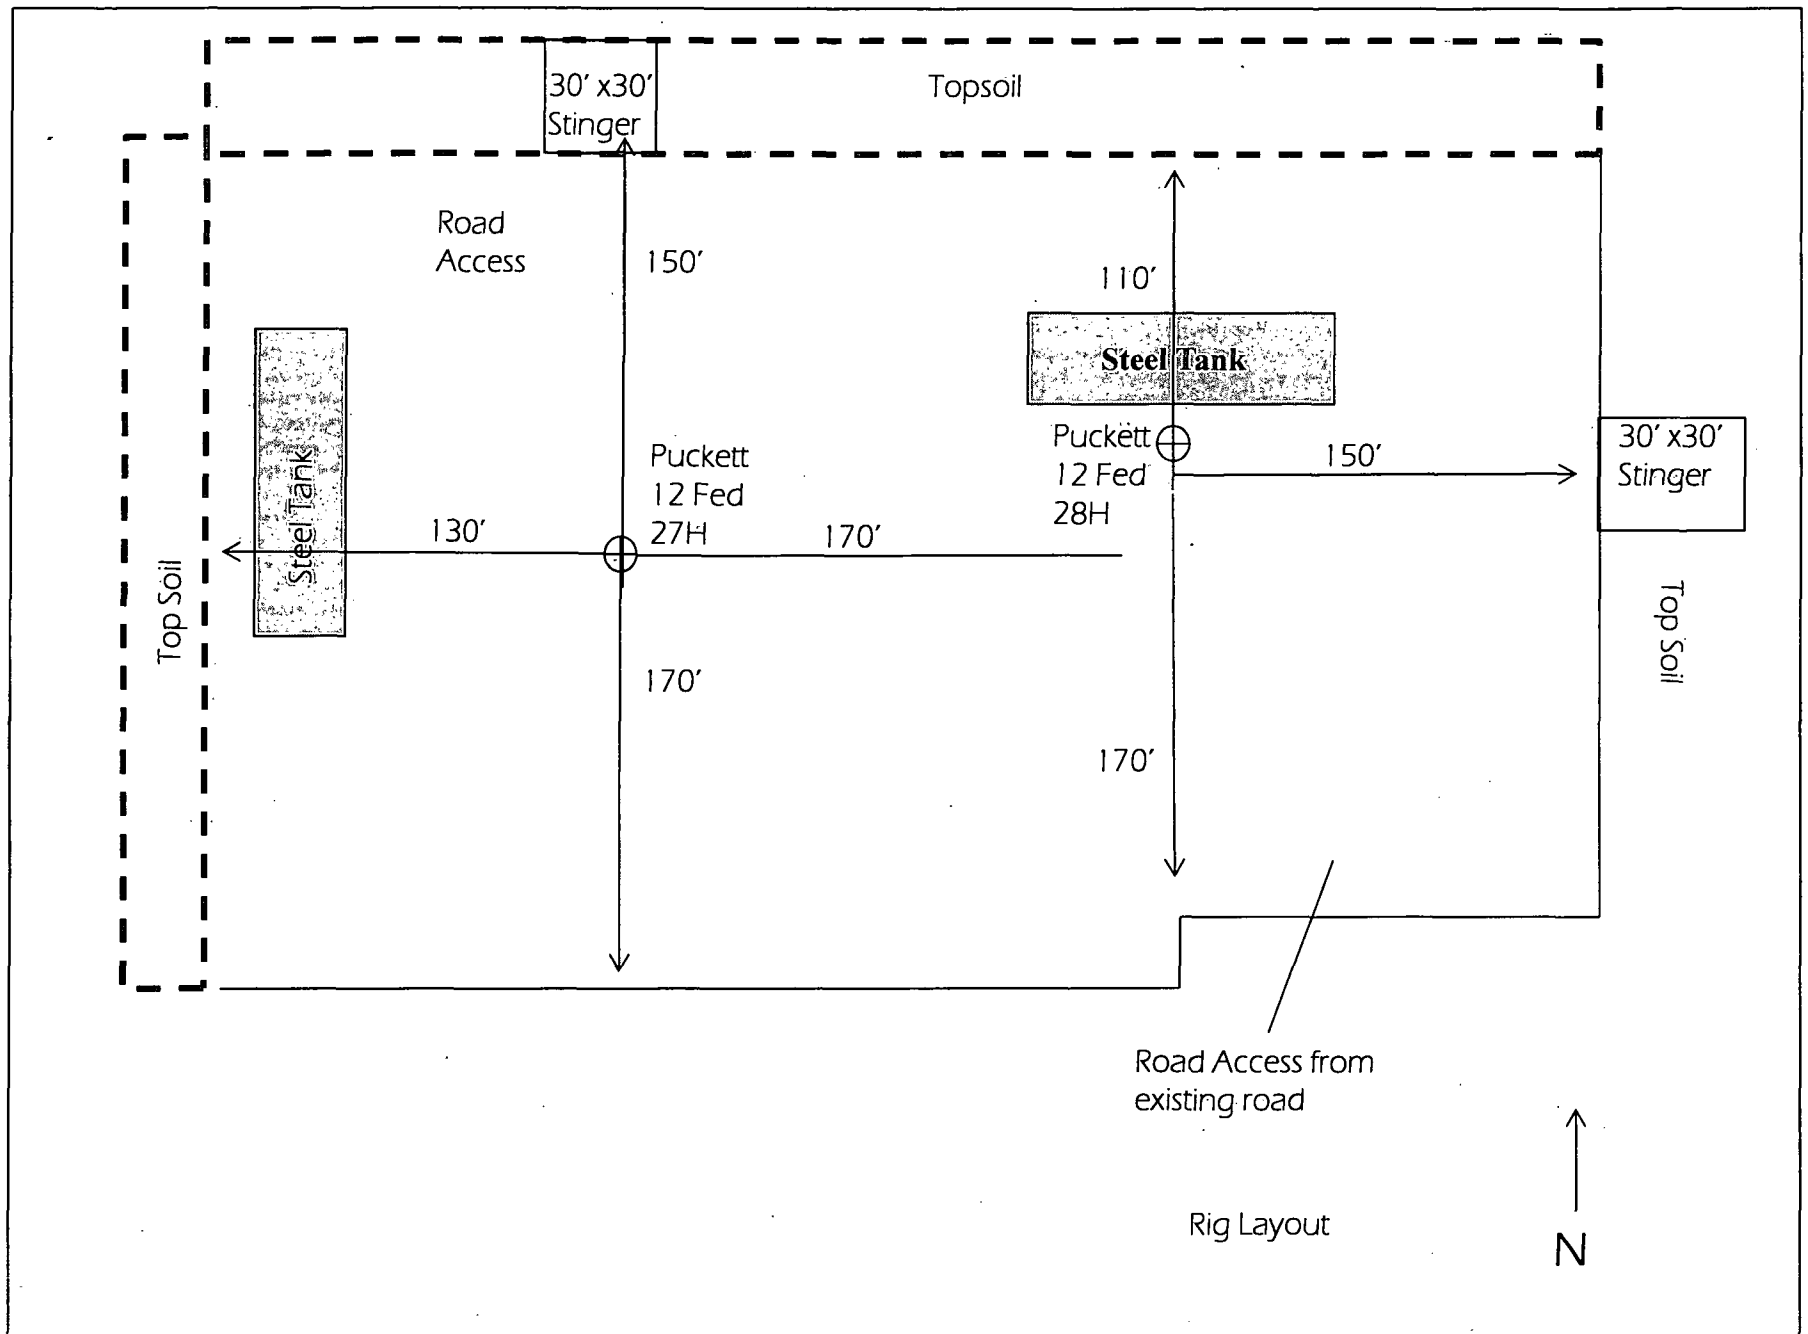 30' x30'
Stinger
Topsoil
Road
Access
150'
110'
Steel Tank
Puckett
12 Fed
28H
150'
30' x30'
Stinger
Puckett
12 Fed
27H
Steel Tank
130'
170'
Top Soil
Top Soil
170'
170'
Road Access from
existing road
Rig Layout
N